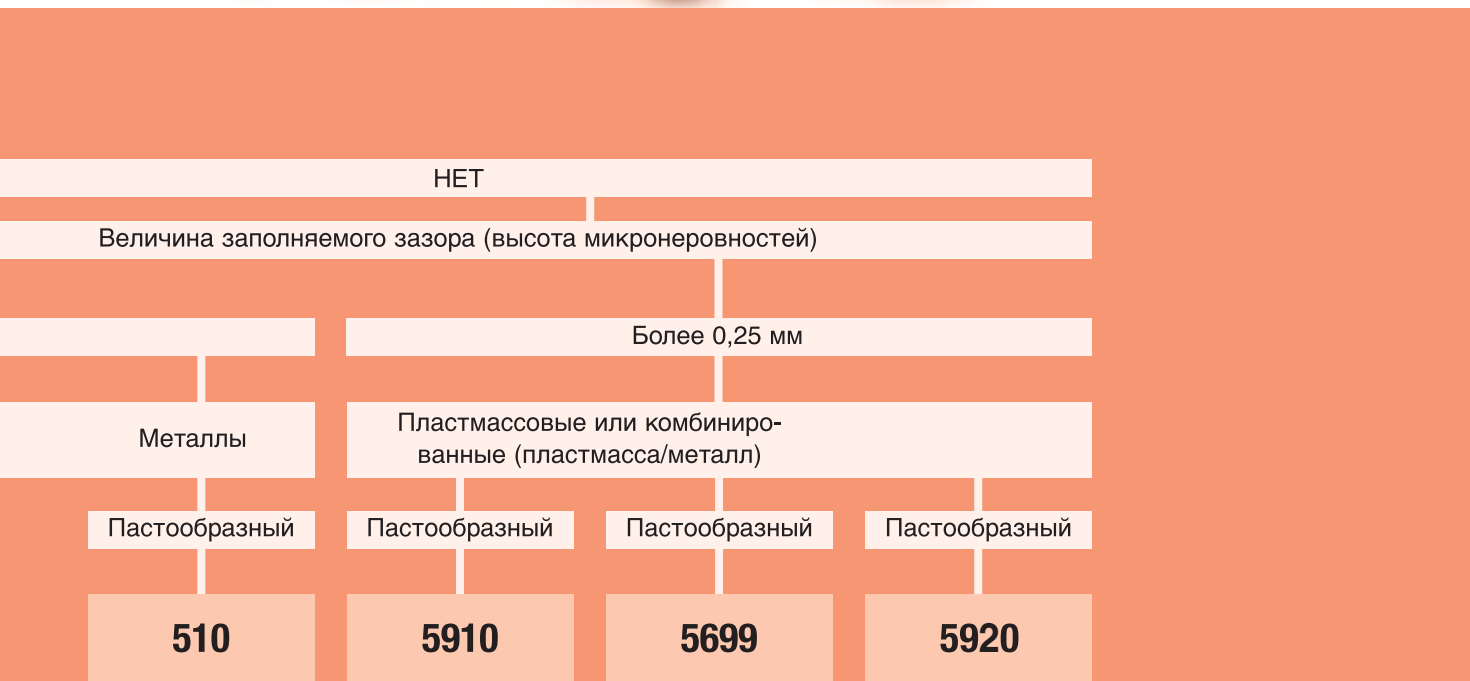 НЕТ
Величина заполняемого зазора (высота микронеровностей)
Более 0,25 мм
Металлы
Пластмассовые или комбиниро-
ванные (пластмасса/металл)
Пастообразный Пастообразный Пастообразный Пастообразный
510 5910 5699 5920